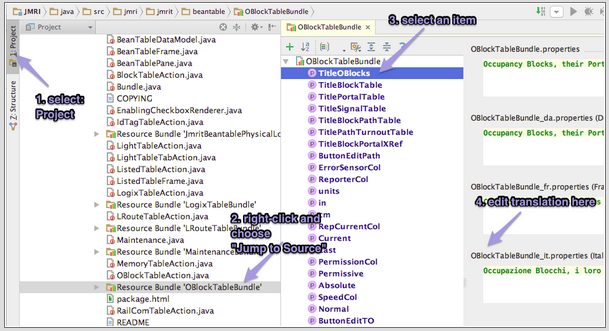 JMRI java src jmri jmrit beantable OBlockTableBundle
1: Project
Z: Structure
Project
BeanTableDataModel.java
BeanTableFrame.java
BeanTablePane.java
BlockTableAction.java
Bundle.java
COPYING
EnablingCheckboxRenderer.java
IdTagTableAction.java
Resource Bundle 'JmritBeantablePhysicalLo
LightTableAction.java
LightTableTabAction.java
ListedTableAction.java
ListedTableFrame.java
LogixTableAction.java
Resource Bundle 'LogixTableBundle'
LRouteTableAction.java
Resource Bundle 'LRouteTableBundle'
Maintenance.java
Resource Bundle 'MaintenanceBundle'
MemoryTableAction.java
OBlockTableAction.java
Resource Bundle 'OBlockTableBundle'
package.html
RailComTableAction.java
README
1. select:
Project
2. right-click and
choose
"Jump to Source"
OBlockTableBundle
OBlockTableBundle
TitleOBlocks
TitleBlockTable
TitlePortalTable
TitleSignalTable
TitleBlockPathTable
TitlePathTurnoutTable
TitleBlockPortalXRef
ButtonEditPath
ErrorSensorCol
ReporterCol
units
in
cm
RepCurrentCol
Current
Last
PermissionCol
Permissive
Absolute
SpeedCol
Normal
ButtonEditTO
3. select an item
OBlockTableBundle.properties
Occupancy Blocks, their Port
OBlockTableBundle_da.properties (D
Occupancy Blocks, their Port
OBlockTableBundle_fr.properties (Fra
4. edit translation here
OBlockTableBundle_it.properties (Ital
Occupazione Blocchi, i loro